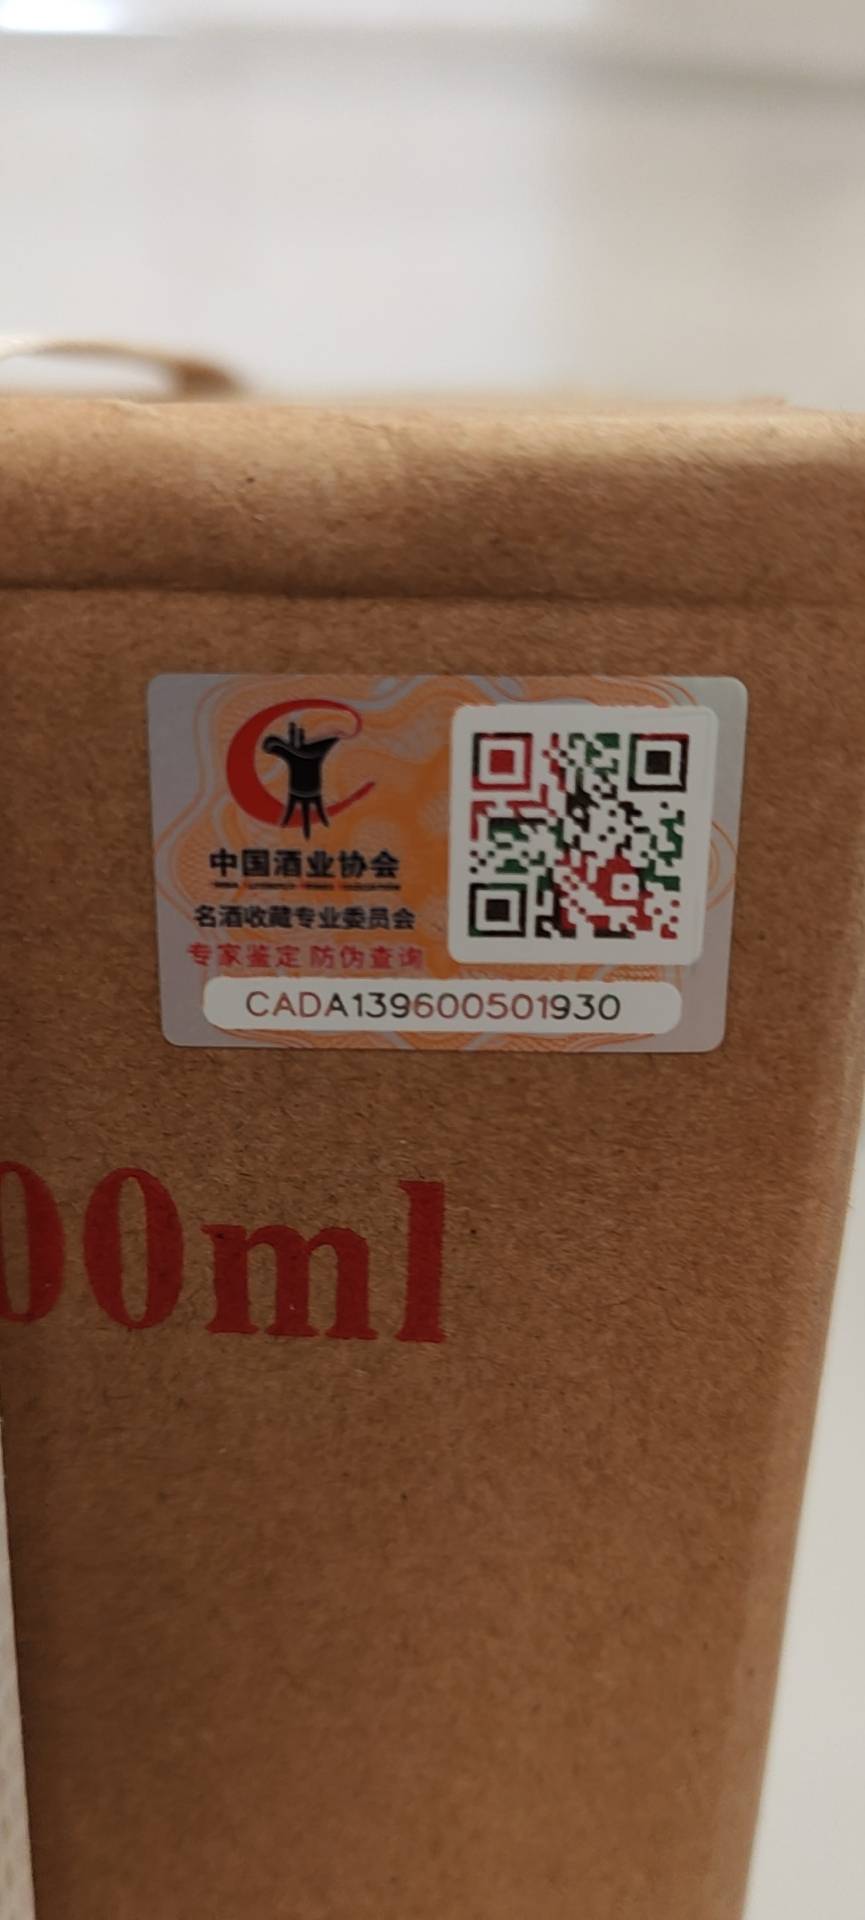 中国酒业协会
名酒收藏专业委员会
专家鉴定 防伪查询
CADA139600501930
00ml